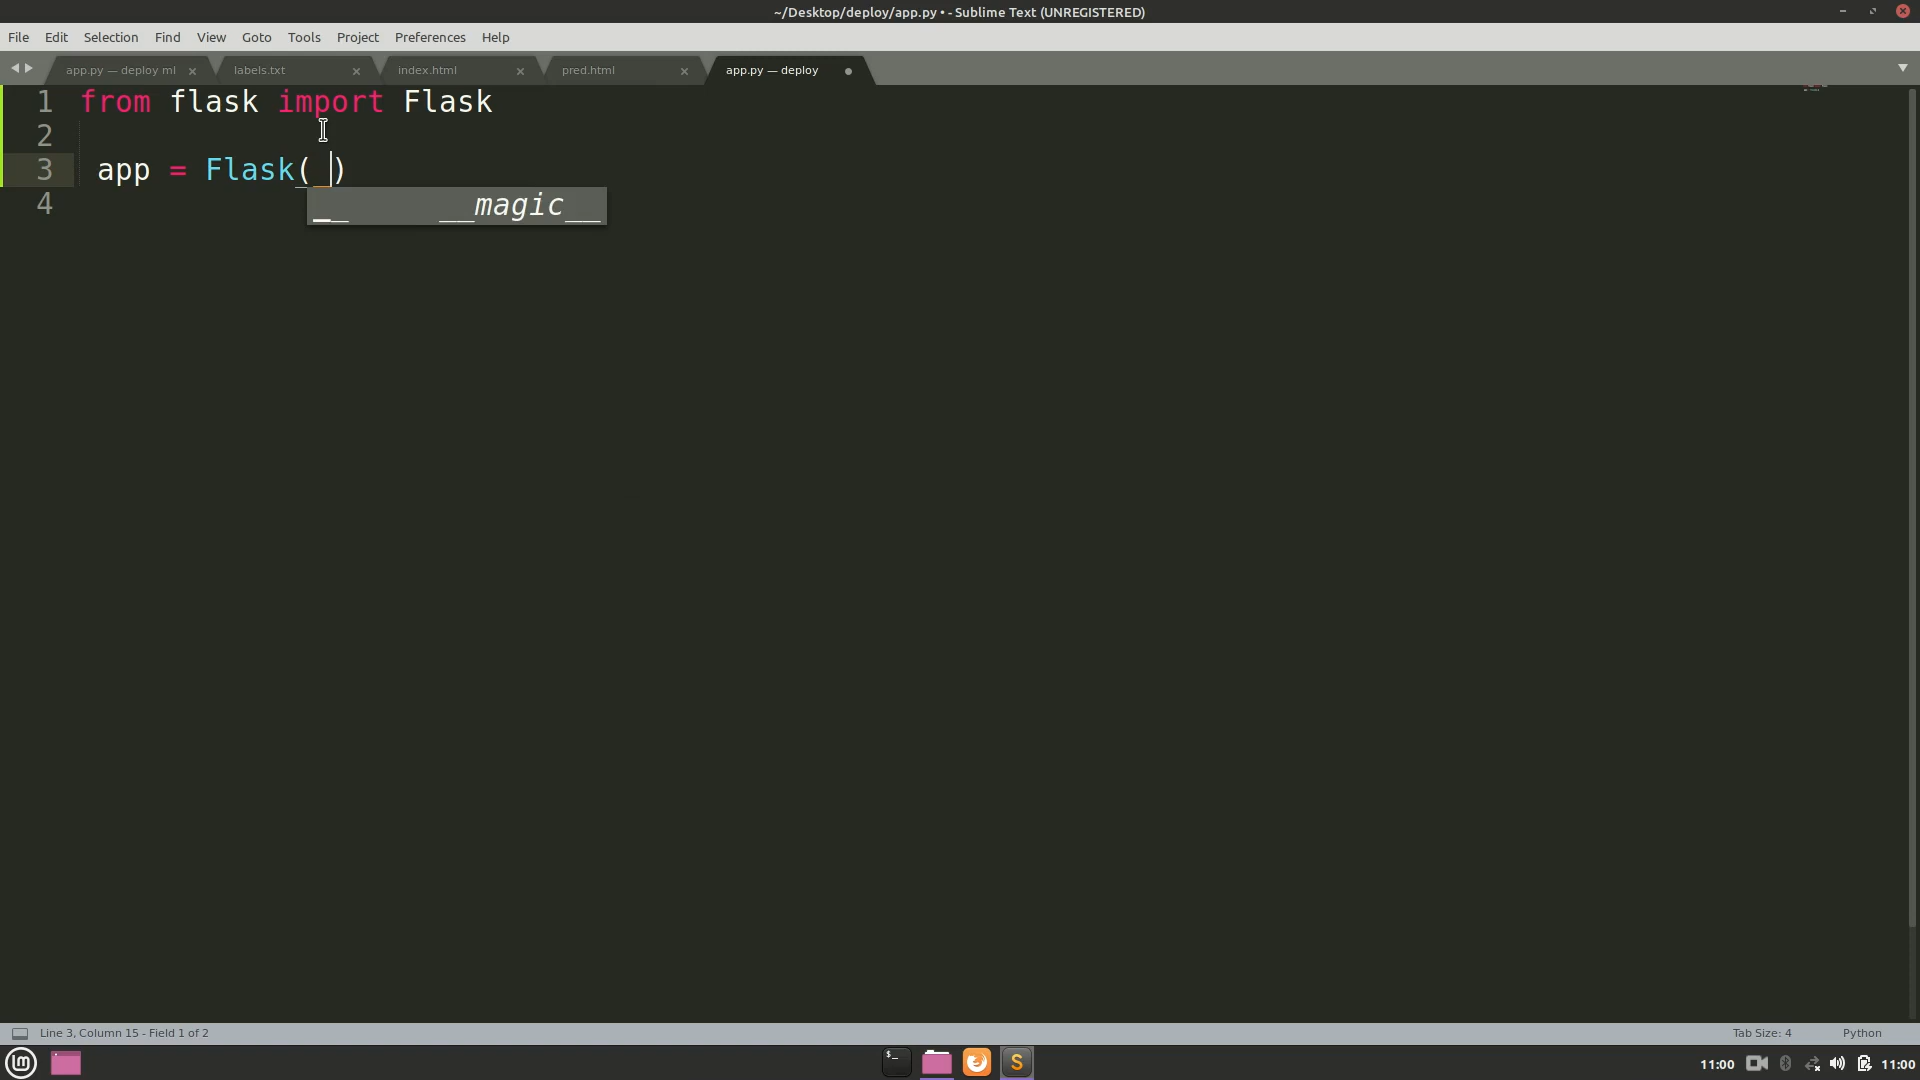 ~/Desktop/deploy/app.py • - Sublime Text (UNREGISTERED)
File Edit Selection Find View Goto Tools Project Preferences Help
app.py — deploy ml labels.txt index.html pred.html app.py — deploy
1 from flask import Flask
2
3 app = Flask(_)
__ __magic__
4
Line 3, Column 15 - Field 1 of 2 Tab Size: 4 Python
$_ S 11:00 11:00